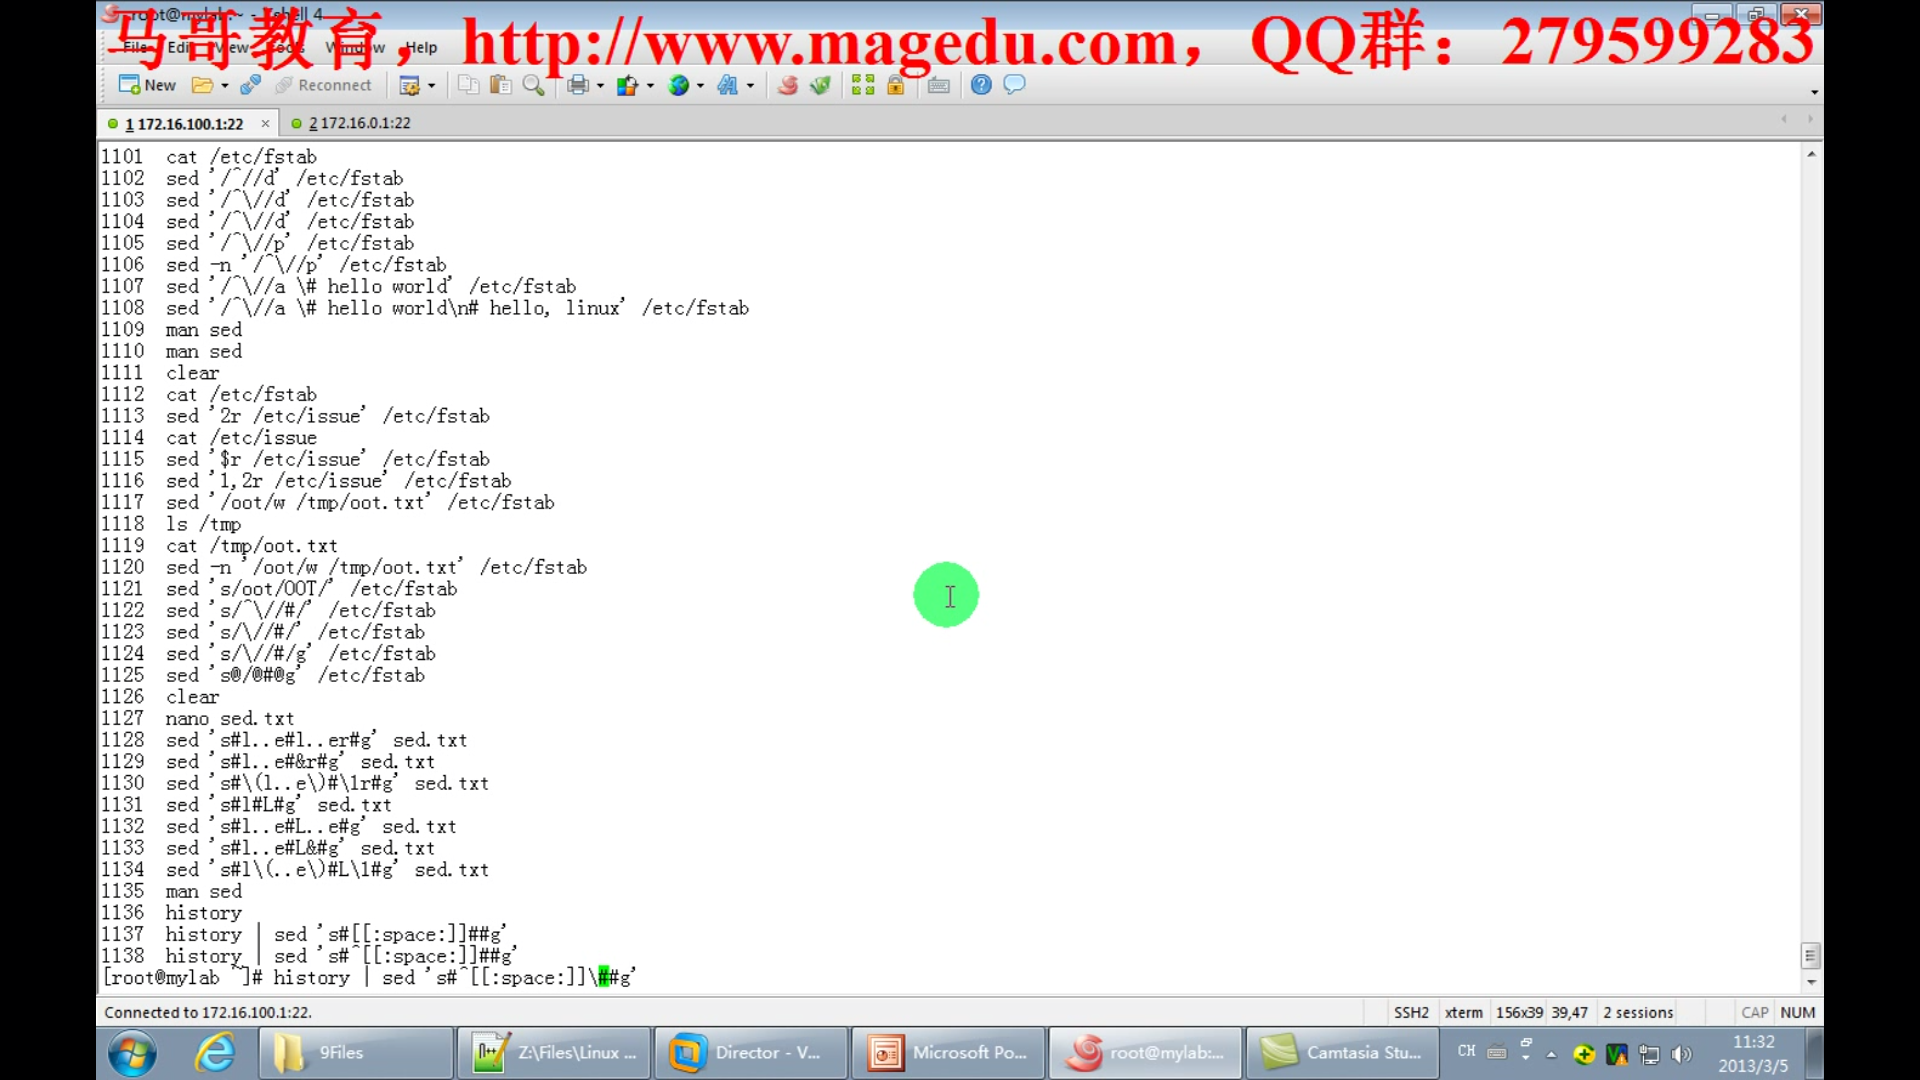 root@mylab:~ - Xshell 4
马哥教育，http://www.magedu.com，QQ群：279599283
File Edit View Tools Window Help
New Reconnect
1 172.16.100.1:22 2 172.16.0.1:22
1101 cat /etc/fstab
1102 sed '/^//d' /etc/fstab
1103 sed '/^\//d' /etc/fstab
1104 sed '/^\//d' /etc/fstab
1105 sed '/^\//p' /etc/fstab
1106 sed -n '/^\//p' /etc/fstab
1107 sed '/^\//a \# hello world' /etc/fstab
1108 sed '/^\//a \# hello world\n# hello, linux' /etc/fstab
1109 man sed
1110 man sed
1111 clear
1112 cat /etc/fstab
1113 sed '2r /etc/issue' /etc/fstab
1114 cat /etc/issue
1115 sed '$r /etc/issue' /etc/fstab
1116 sed '1,2r /etc/issue' /etc/fstab
1117 sed '/oot/w /tmp/oot.txt' /etc/fstab
1118 ls /tmp
1119 cat /tmp/oot.txt
1120 sed -n '/oot/w /tmp/oot.txt' /etc/fstab
1121 sed 's/oot/OOT/' /etc/fstab
1122 sed 's/^\//#/' /etc/fstab
1123 sed 's/\//#/' /etc/fstab
1124 sed 's/\//#/g' /etc/fstab
1125 sed 's@/@#@g' /etc/fstab
1126 clear
1127 nano sed.txt
1128 sed 's#l..e#l..er#g' sed.txt
1129 sed 's#l..e#&r#g' sed.txt
1130 sed 's#\(l..e\)#\1r#g' sed.txt
1131 sed 's#l#L#g' sed.txt
1132 sed 's#l..e#L..e#g' sed.txt
1133 sed 's#l..e#L&#g' sed.txt
1134 sed 's#l\(..e\)#L\1#g' sed.txt
1135 man sed
1136 history
1137 history | sed 's#[[:space:]]##g'
1138 history | sed 's#^[[:space:]]##g'
[root@mylab ~]# history | sed 's#^[[:space:]]\##g'
Connected to 172.16.100.1:22. SSH2 xterm 156x39 39,47 2 sessions CAP NUM
9Files Z:\Files\Linux ... Director - V... Microsoft Po... root@mylab:... Camtasia Stu... CH 11:32
2013/3/5